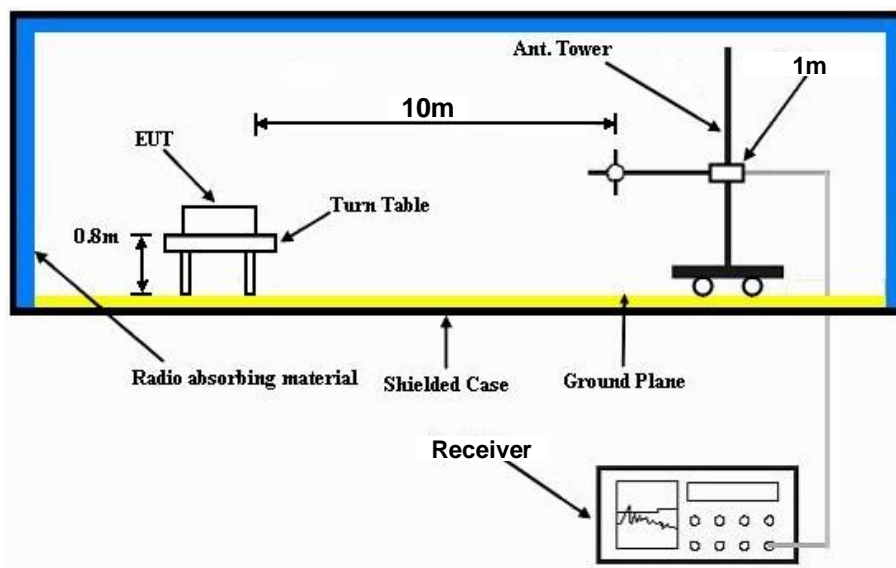 Ant. Tower
1m
10m
EUT
Turn Table
0.8m
Radio absorbing material
Shielded Case
Ground Plane
Receiver